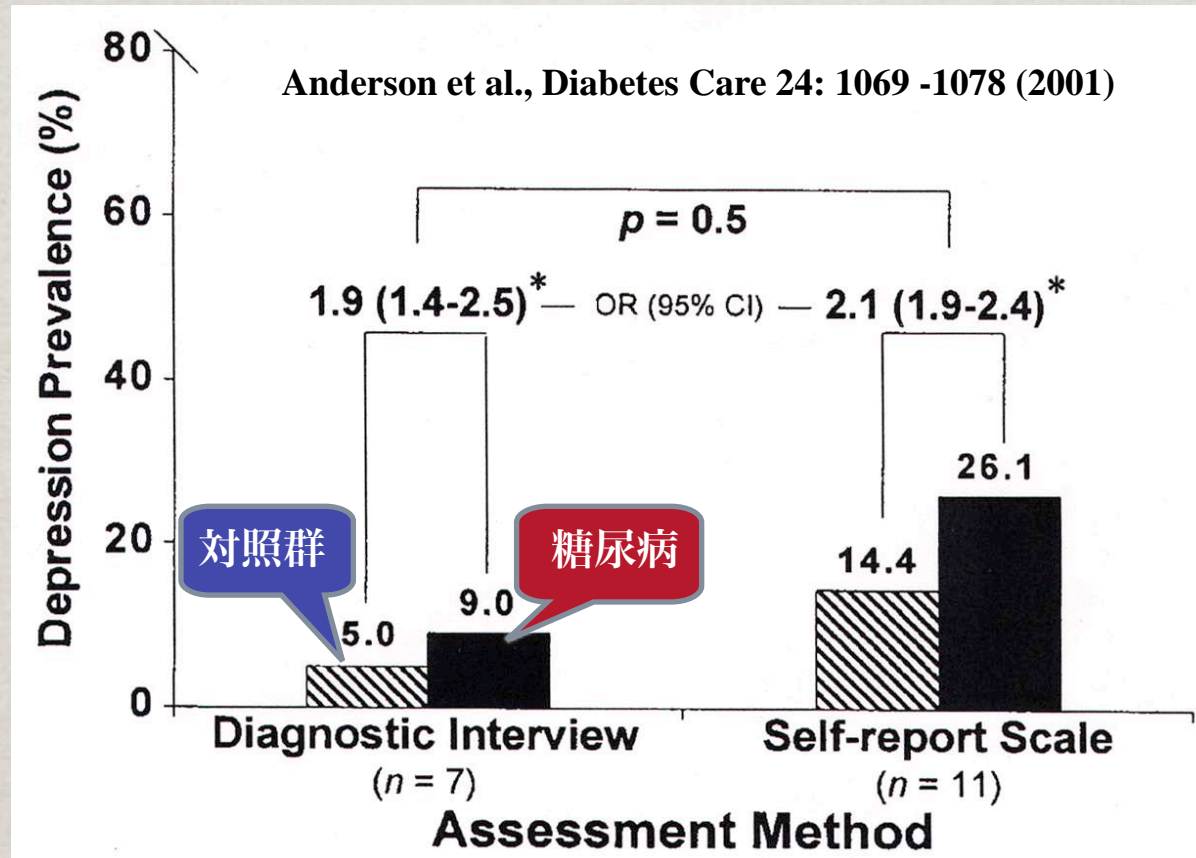 80
Anderson et al., Diabetes Care 24: 1069 -1078 (2001)
Depression Prevalence (%)
60
p = 0.5
1.9 (1.4-2.5)* — OR (95% CI) — 2.1 (1.9-2.4)*
40
26.1
20
対照群
糖尿病
14.4
9.0
5.0
0
Diagnostic Interview
(n = 7)
Self-report Scale
(n = 11)
Assessment Method